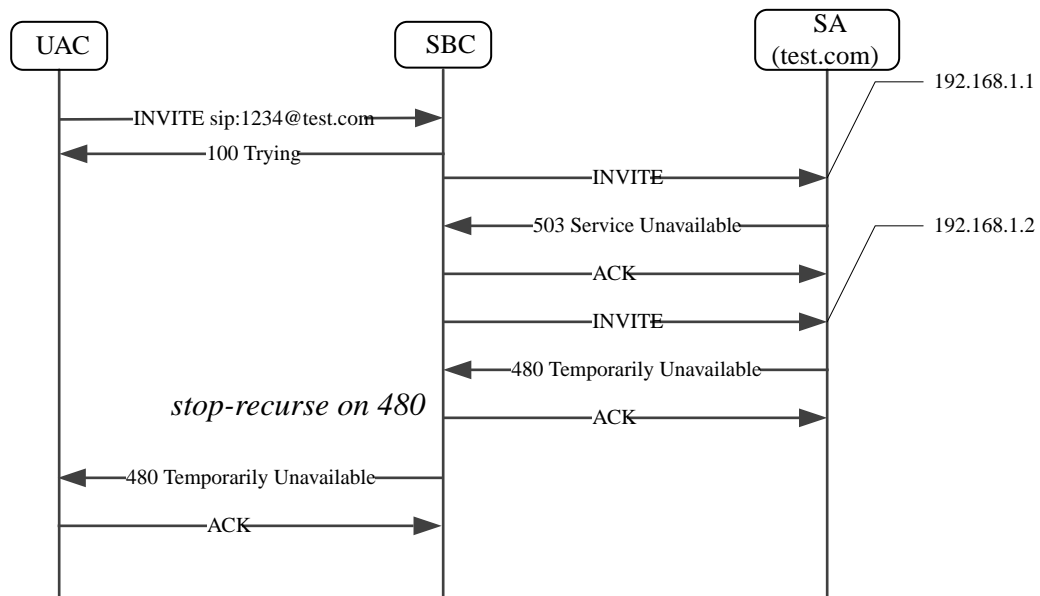 UAC
SBC
SA
(test.com)
192.168.1.1
INVITE sip:1234@test.com
100 Trying
INVITE
503 Service Unavailable
192.168.1.2
ACK
INVITE
480 Temporarily Unavailable
stop-recurse on 480
ACK
480 Temporarily Unavailable
ACK